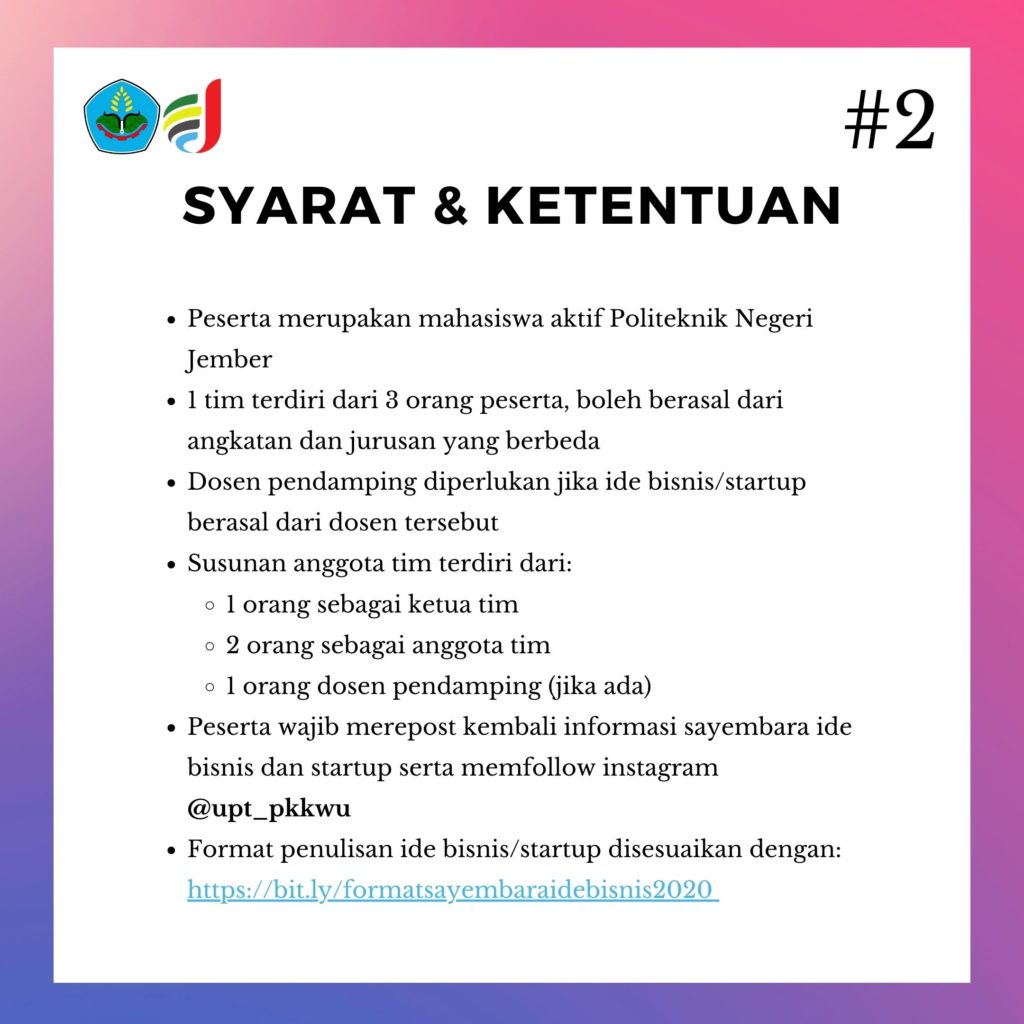 #2
SYARAT & KETENTUAN
• Peserta merupakan mahasiswa aktif Politeknik Negeri
Jember
• 1 tim terdiri dari 3 orang peserta, boleh berasal dari
angkatan dan jurusan yang berbeda
• Dosen pendamping diperlukan jika ide bisnis/startup
berasal dari dosen tersebut
• Susunan anggota tim terdiri dari:
◦ 1 orang sebagai ketua tim
◦ 2 orang sebagai anggota tim
◦ 1 orang dosen pendamping (jika ada)
• Peserta wajib merepost kembali informasi sayembara ide
bisnis dan startup serta memfollow instagram
@upt_pkkwu
• Format penulisan ide bisnis/startup disesuaikan dengan:
https://bit.ly/formatsayembaraidebisnis2020